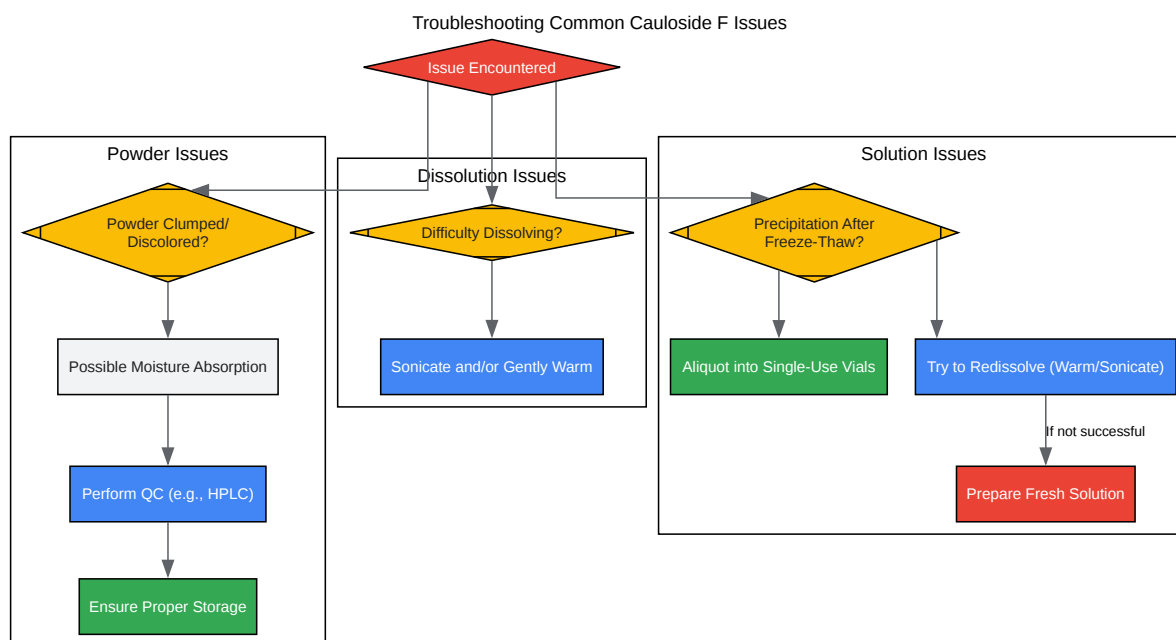 Troubleshooting Common Cauloside F Issues
Issue Encountered
Powder Issues
Powder Clumped/
Discolored?
Possible Moisture Absorption
Perform QC (e.g., HPLC)
Ensure Proper Storage
Dissolution Issues
Difficulty Dissolving?
Sonicate and/or Gently Warm
Solution Issues
Precipitation After
Freeze-Thaw?
Aliquot into Single-Use Vials
Try to Redissolve (Warm/Sonicate)
If not successful
Prepare Fresh Solution